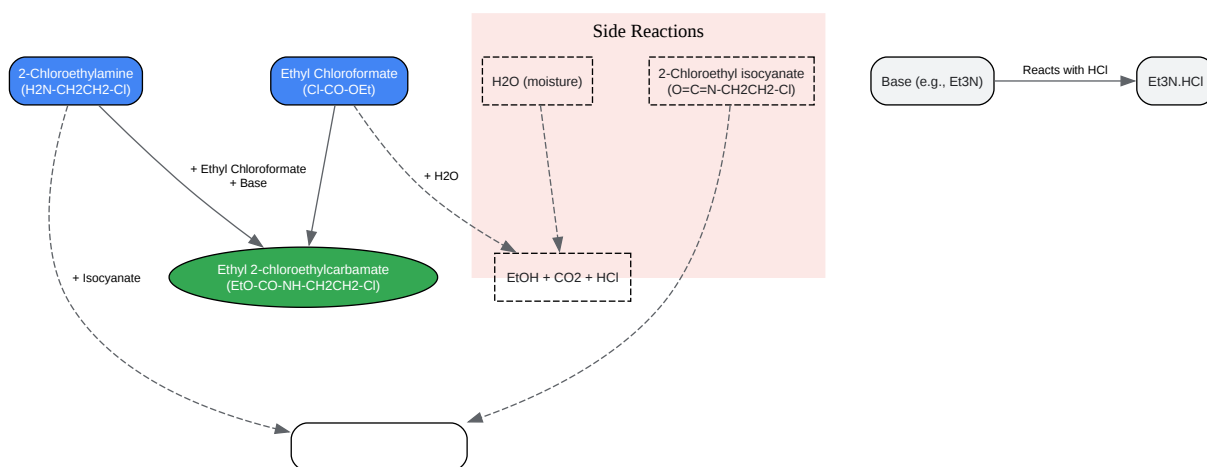 Side Reactions
2-Chloroethylamine
(H2N-CH2CH2-Cl)
Ethyl Chloroformate
(Cl-CO-OEt)
H2O (moisture)
2-Chloroethyl isocyanate
(O=C=N-CH2CH2-Cl)
Base (e.g., Et3N)
Reacts with HCl
Et3N.HCl
+ Ethyl Chloroformate
+ Base
+ H2O
+ Isocyanate
Ethyl 2-chloroethylcarbamate
(EtO-CO-NH-CH2CH2-Cl)
EtOH + CO2 + HCl